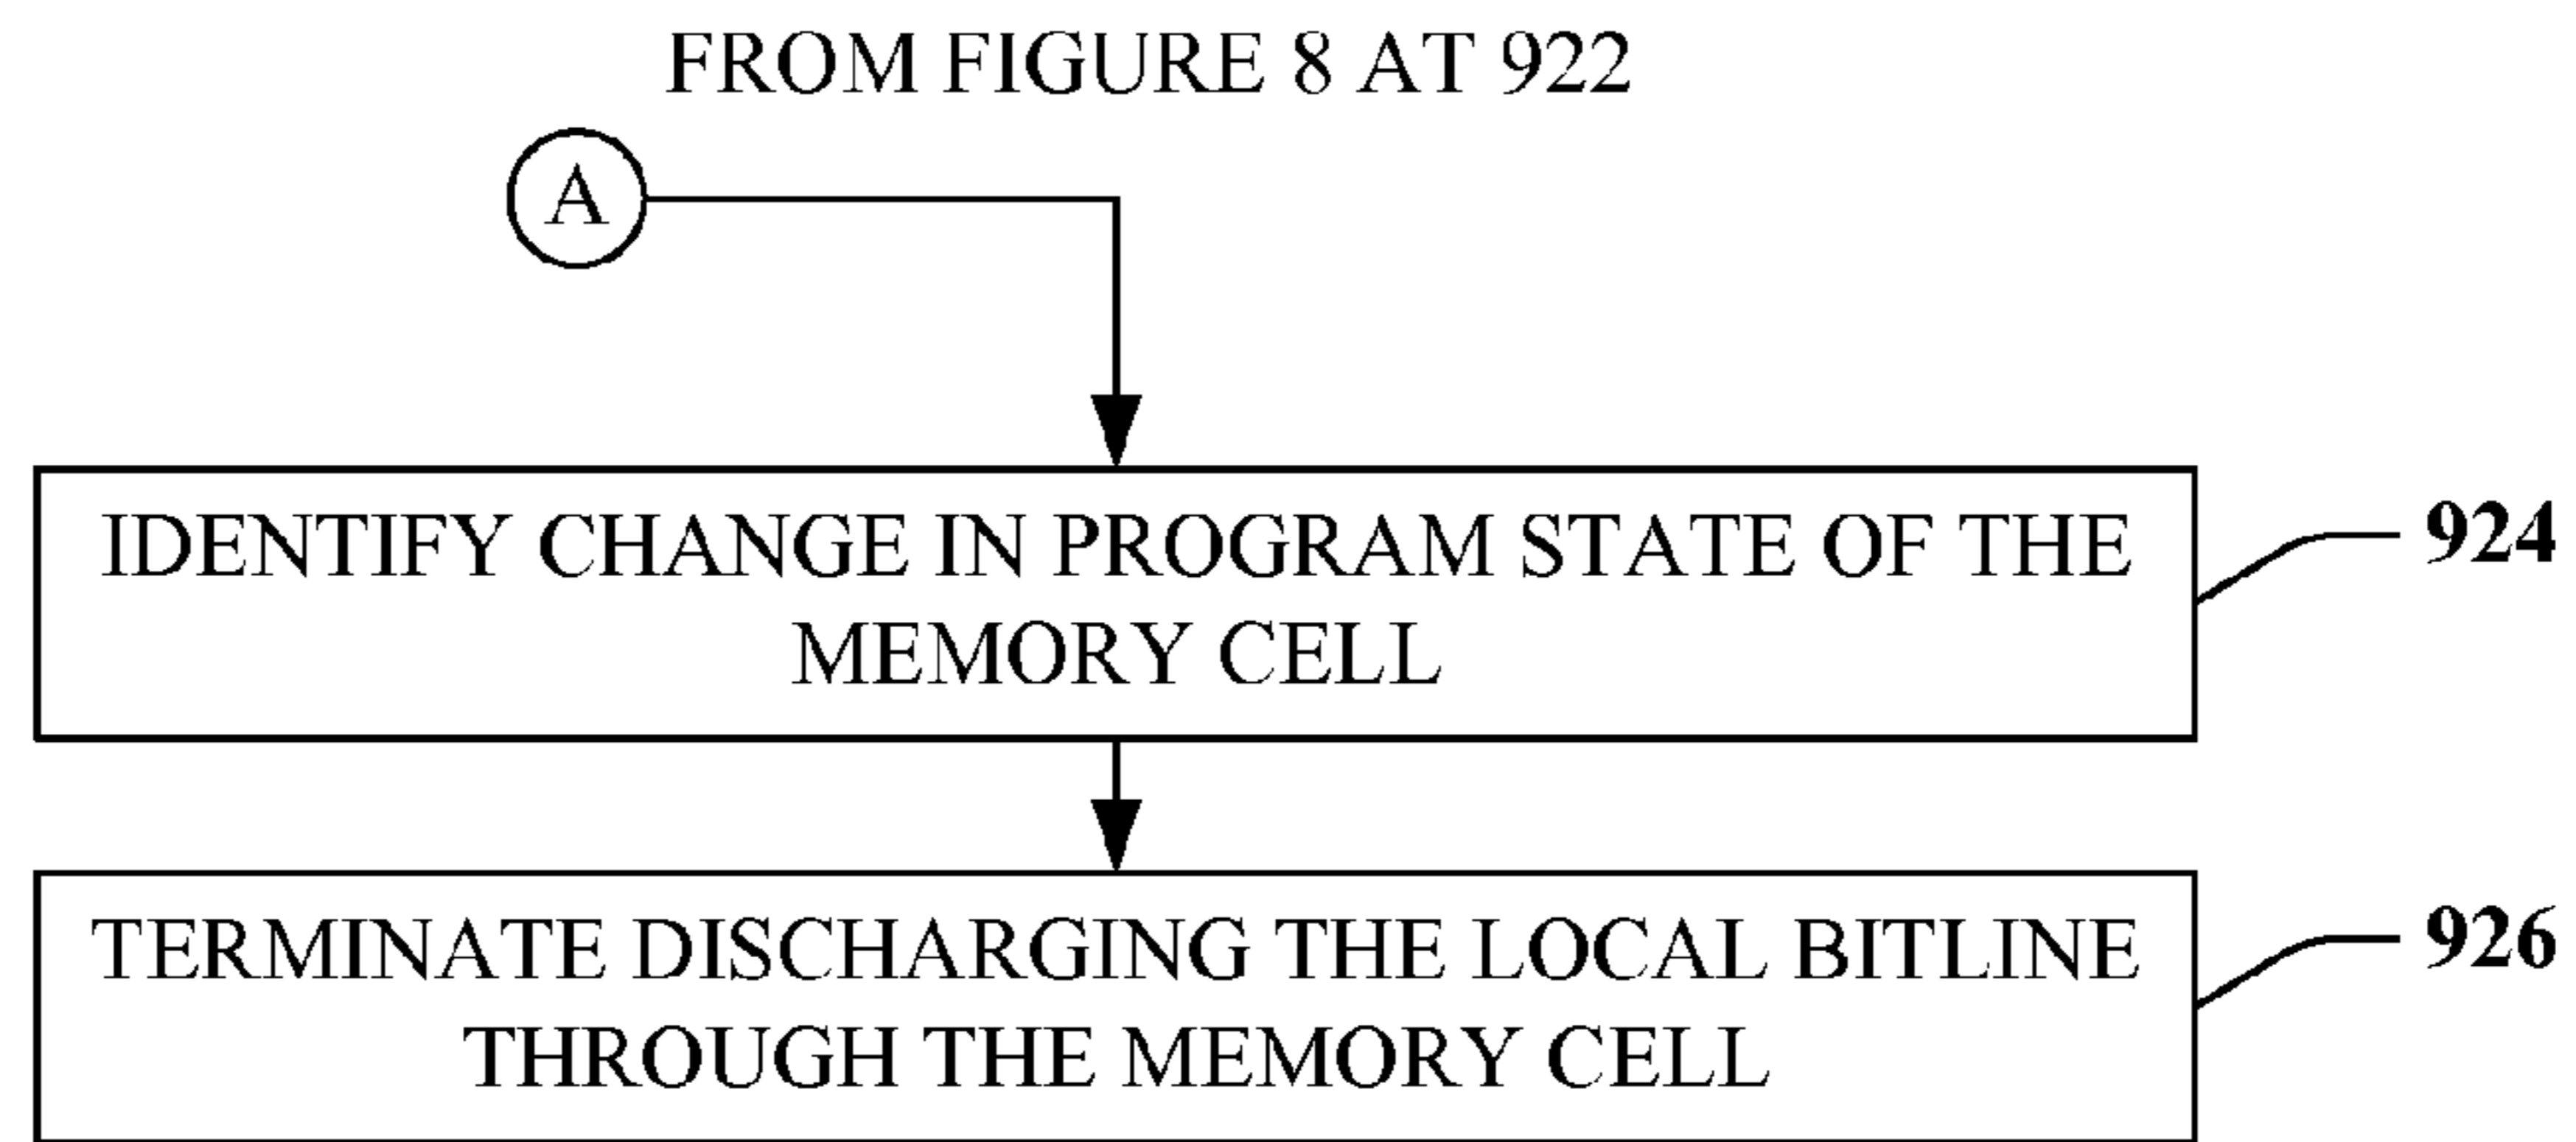 FROM FIGURE 8 AT 922
A
IDENTIFY CHANGE IN PROGRAM STATE OF THE
MEMORY CELL
924
TERMINATE DISCHARGING THE LOCAL BITLINE
THROUGH THE MEMORY CELL
926